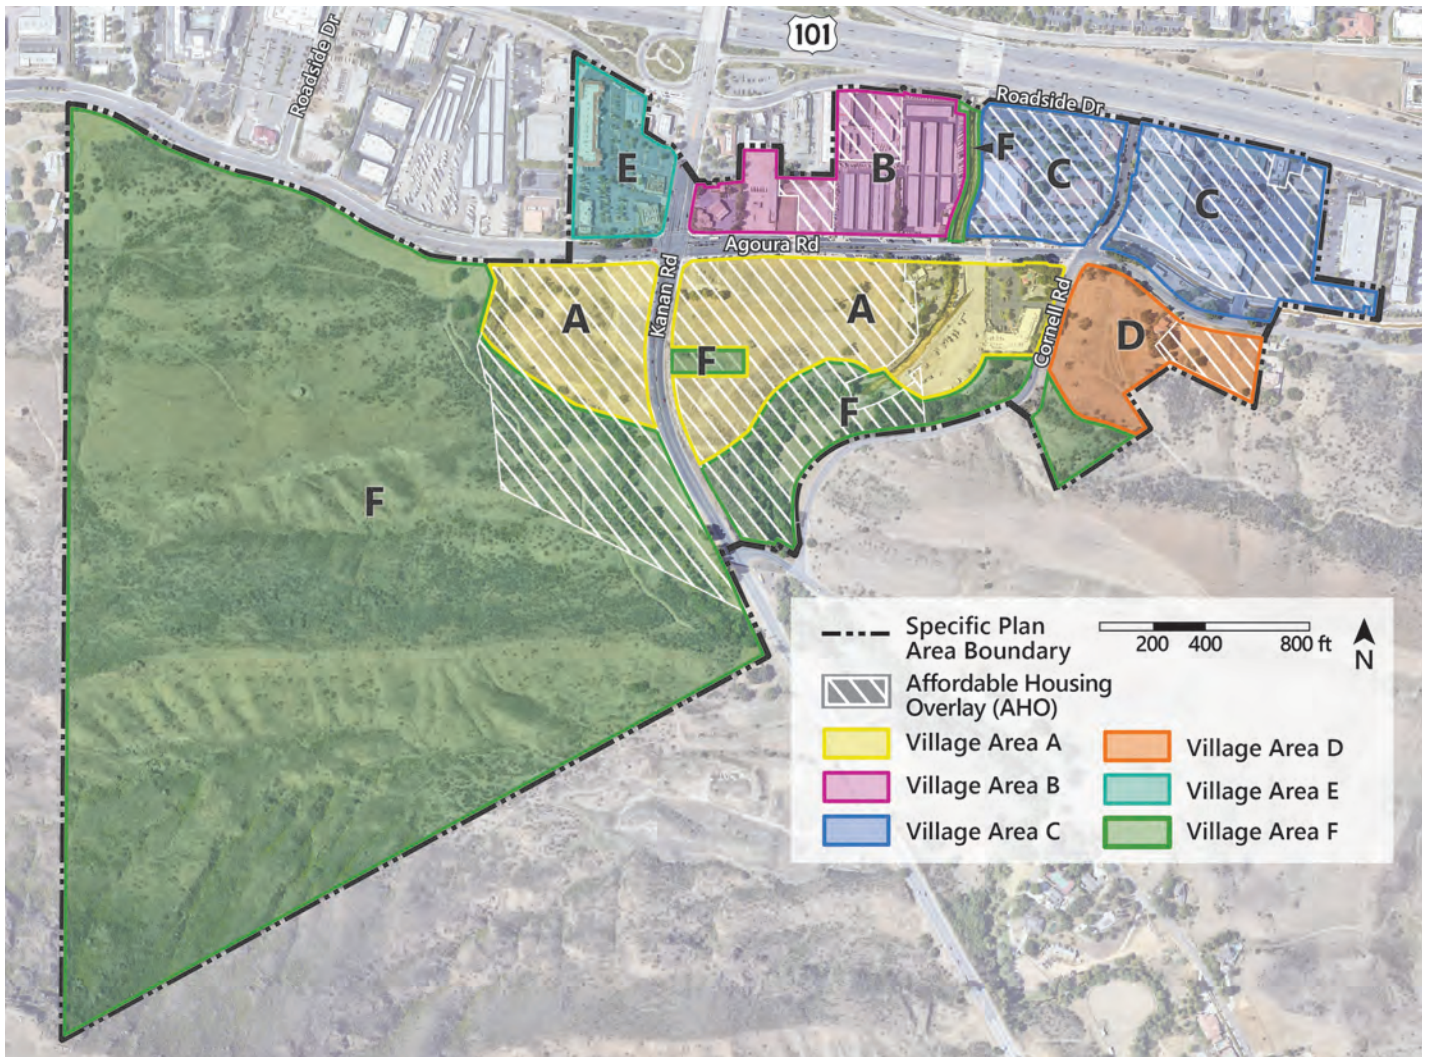 101
Roadside Dr
Roadside Dr
E
B
F
C
C
Agoura Rd
Kanan Rd
A
A
F
Cornell Rd
D
F
F
Specific Plan
Area Boundary
200 400 800 ft
N
Affordable Housing
Overlay (AHO)
Village Area A
Village Area D
Village Area B
Village Area E
Village Area C
Village Area F